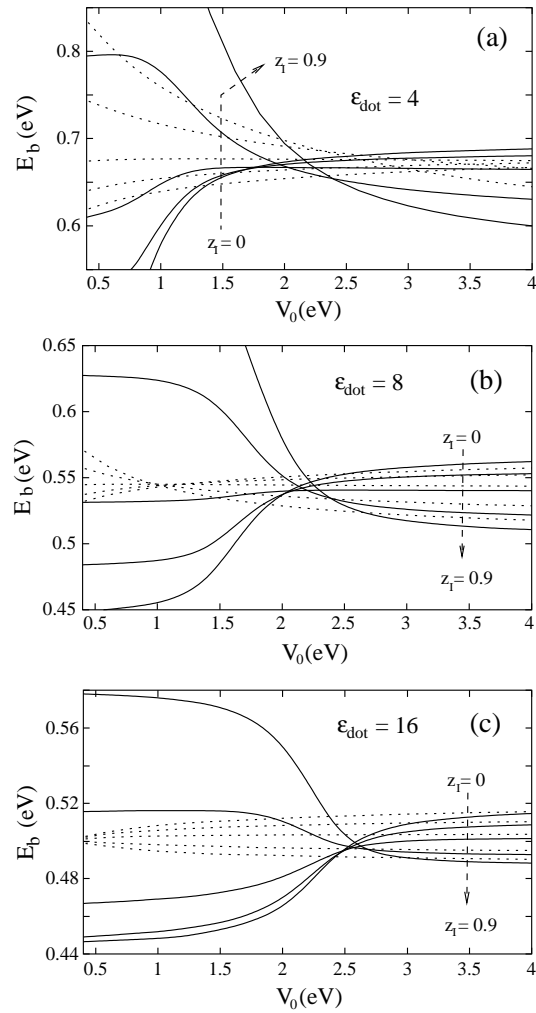 (a)
0.8
z_I = 0.9
ε_dot = 4
E_b (eV)
0.7
0.6
z_I = 0
0.5 1 1.5 2 2.5 3 3.5 4
V_0 (eV)
0.65
(b)
ε_dot = 8
0.6
z_I = 0
E_b (eV)
0.55
0.5
z_I = 0.9
0.45
0.5 1 1.5 2 2.5 3 3.5 4
V_0 (eV)
(c)
ε_dot = 16
0.56
z_I = 0
E_b (eV)
0.52
0.48
z_I = 0.9
0.44
0.5 1 1.5 2 2.5 3 3.5 4
V_0 (eV)